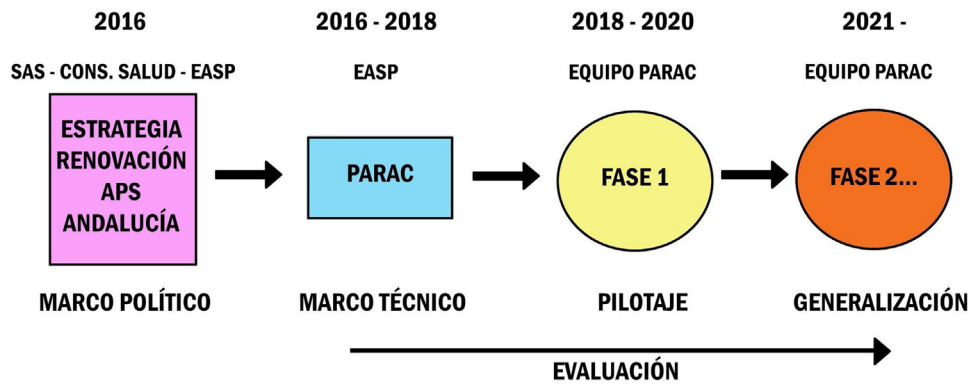 2016
2016 - 2018
2018 - 2020
2021 -
SAS - CONS. SALUD - EASP
EASP
EQUIPO PARAC
EQUIPO PARAC
ESTRATEGIA
RENOVACIÓN
APS
ANDALUCÍA
PARAC
FASE 1
FASE 2...
MARCO POLÍTICO
MARCO TÉCNICO
PILOTAJE
GENERALIZACIÓN
EVALUACIÓN